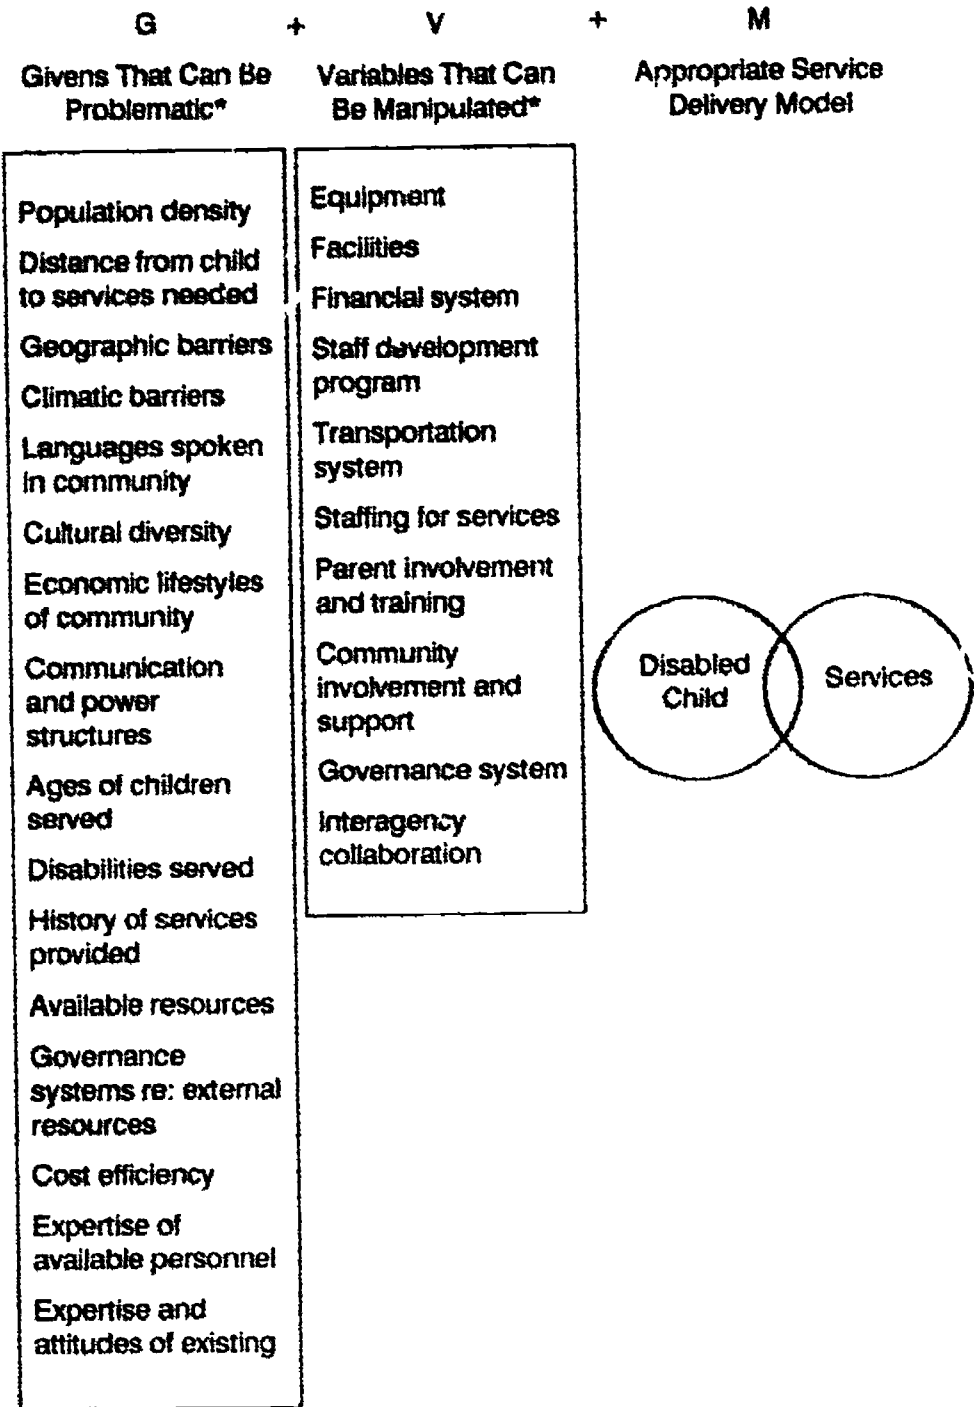 G + V + M
Givens That Can Be
Problematic*
Variables That Can
Be Manipulated*
Appropriate Service
Delivery Model
Population density
Distance from child
to services needed
Geographic barriers
Climatic barriers
Languages spoken
in community
Cultural diversity
Economic lifestyles
of community
Communication
and power
structures
Ages of children
served
Disabilities served
History of services
provided
Available resources
Governance
systems re: external
resources
Cost efficiency
Expertise of
available personnel
Expertise and
attitudes of existing
Equipment
Facilities
Financial system
Staff development
program
Transportation
system
Staffing for services
Parent involvement
and training
Community
involvement and
support
Governance system
Interagency
collaboration
Disabled
Child
Services